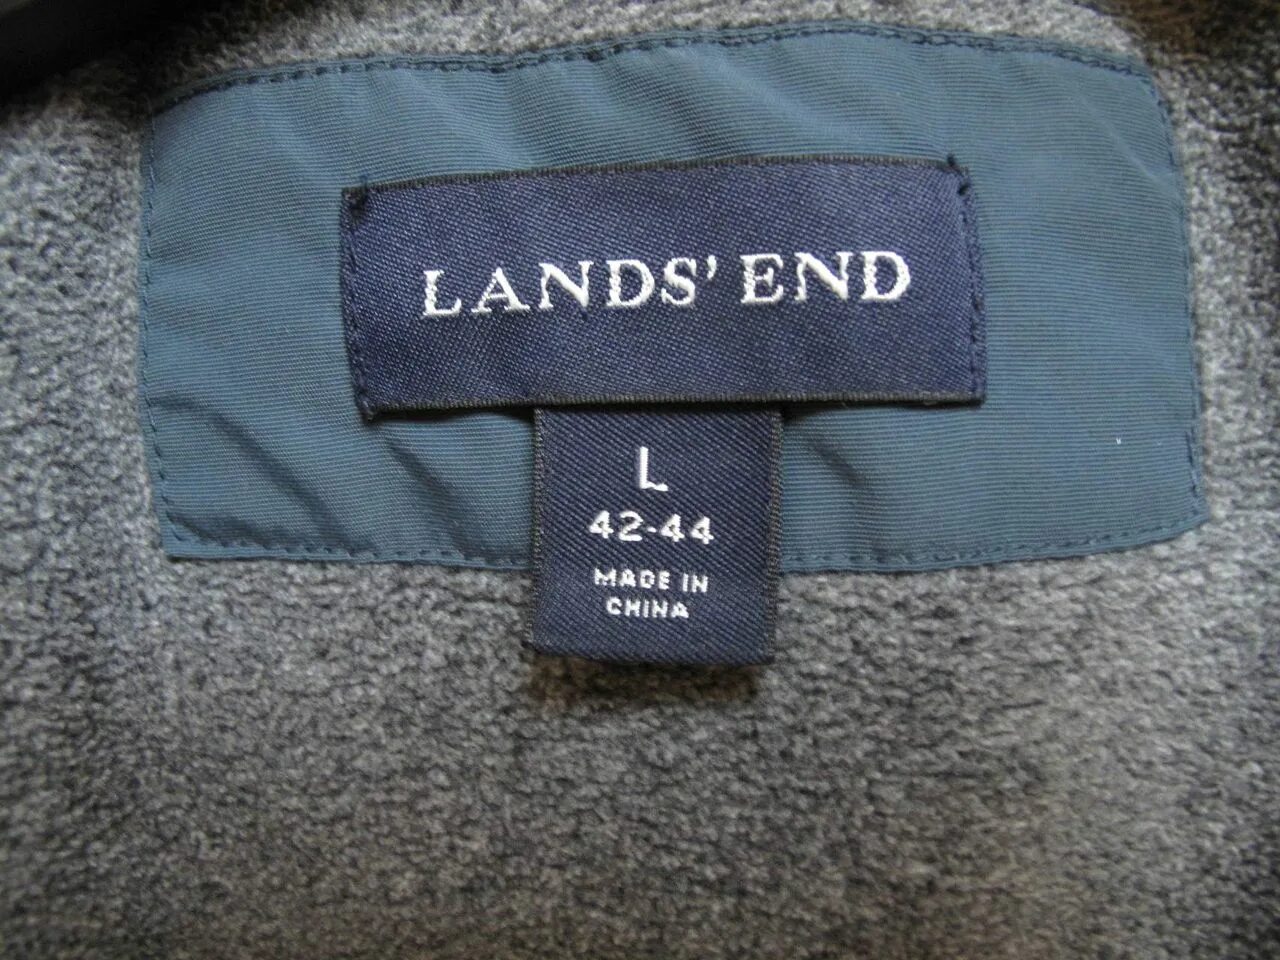 LANDS' END
L
42-44
MADE IN
CHINA